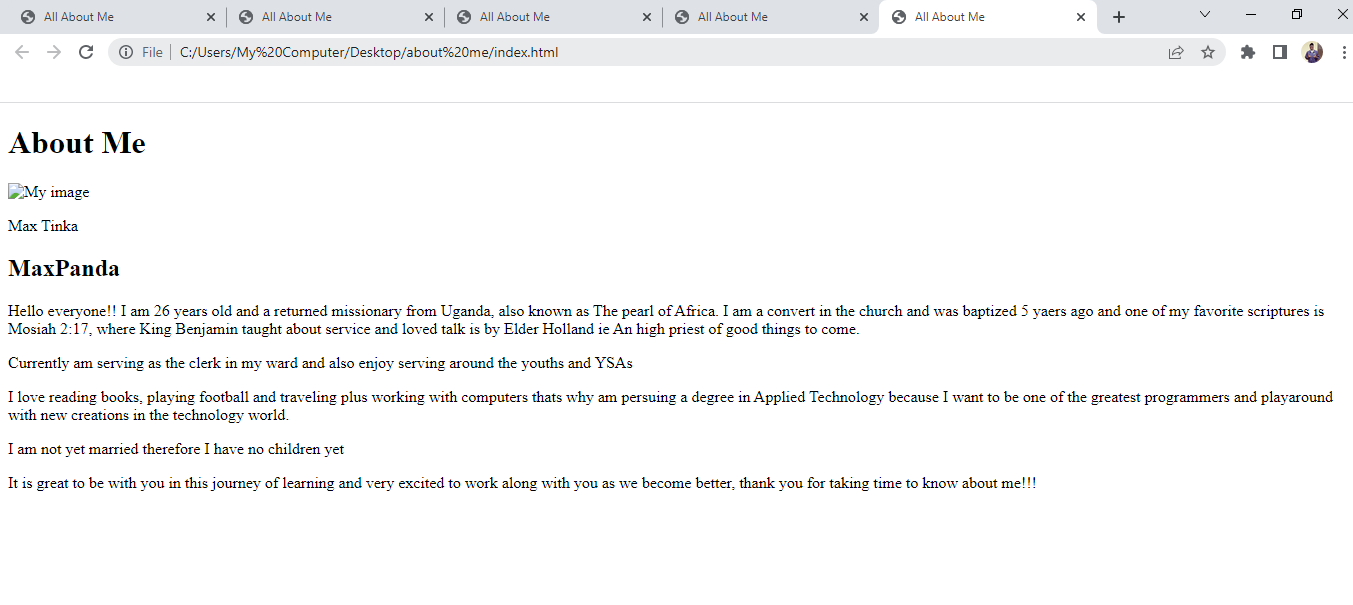 All About Me
All About Me
All About Me
All About Me
All About Me
File
C:/Users/My%20Computer/Desktop/about%20me/index.html
About Me
My image
Max Tinka
MaxPanda
Hello everyone!! I am 26 years old and a returned missionary from Uganda, also known as The pearl of Africa. I am a convert in the church and was baptized 5 yaers ago and one of my favorite scriptures is
Mosiah 2:17, where King Benjamin taught about service and loved talk is by Elder Holland ie An high priest of good things to come.
Currently am serving as the clerk in my ward and also enjoy serving around the youths and YSAs
I love reading books, playing football and traveling plus working with computers thats why am persuing a degree in Applied Technology because I want to be one of the greatest programmers and playaround
with new creations in the technology world.
I am not yet married therefore I have no children yet
It is great to be with you in this journey of learning and very excited to work along with you as we become better, thank you for taking time to know about me!!!